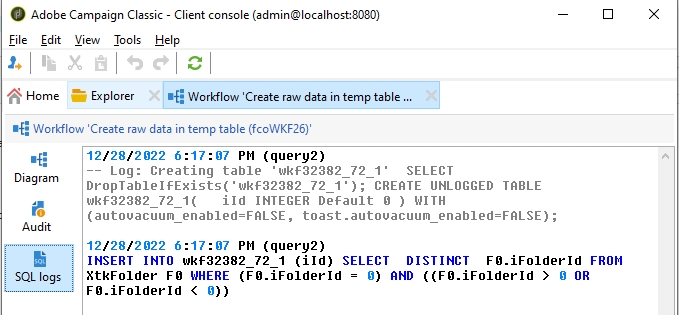 Adobe Campaign Classic - Client console (admin@localhost:8080)
File Edit View Tools Help
Home Explorer Workflow 'Create raw data in temp table ...
Workflow 'Create raw data in temp table (fcoWKF26)'
Diagram
Audit
SQL logs
12/28/2022 6:17:07 PM (query2)
-- Log: Creating table 'wkf32382_72_1'  SELECT
DropTableIfExists('wkf32382_72_1'); CREATE UNLOGGED TABLE
wkf32382_72_1(   iId INTEGER Default 0 ) WITH
(autovacuum_enabled=FALSE, toast.autovacuum_enabled=FALSE);
12/28/2022 6:17:07 PM (query2)
INSERT INTO wkf32382_72_1 (iId) SELECT  DISTINCT  F0.iFolderId FROM
XtkFolder F0 WHERE (F0.iFolderId = 0) AND ((F0.iFolderId > 0 OR
F0.iFolderId < 0))